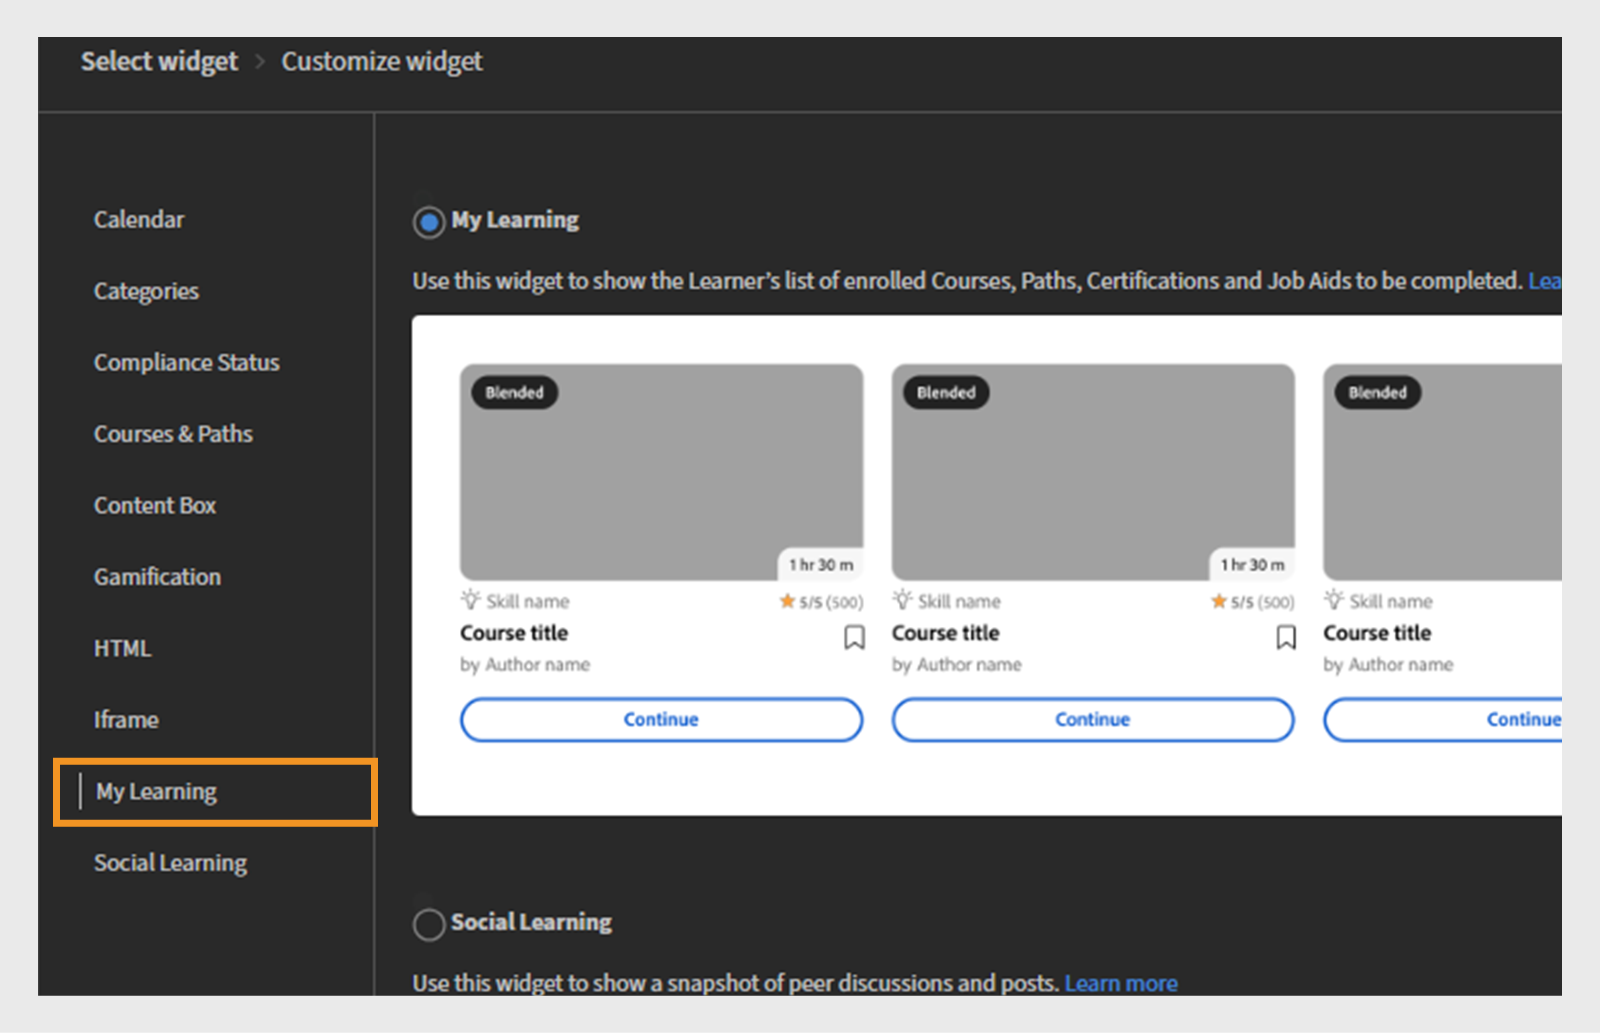 Select widget > Customize widget
Calendar
Categories
Compliance Status
Courses & Paths
Content Box
Gamification
HTML
Iframe
My Learning
Social Learning
My Learning
Use this widget to show the Learner's list of enrolled Courses, Paths, Certifications and Job Aids to be completed. Lea
Blended Blended Blended
1 hr 30 m 1 hr 30 m
Skill name 5/5 (500) Skill name 5/5 (500) Skill name
Course title Course title Course title
by Author name by Author name by Author name
Continue Continue Continue
Social Learning
Use this widget to show a snapshot of peer discussions and posts. Learn more